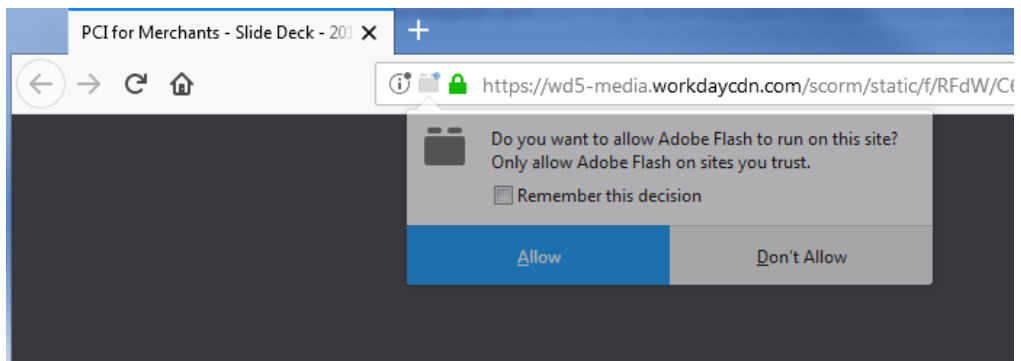 PCI for Merchants - Slide Deck - 201
https://wd5-media.workdaycdn.com/scorm/static/f/RFdW/C6
Do you want to allow Adobe Flash to run on this site?
Only allow Adobe Flash on sites you trust.
Remember this decision
Allow
Don't Allow